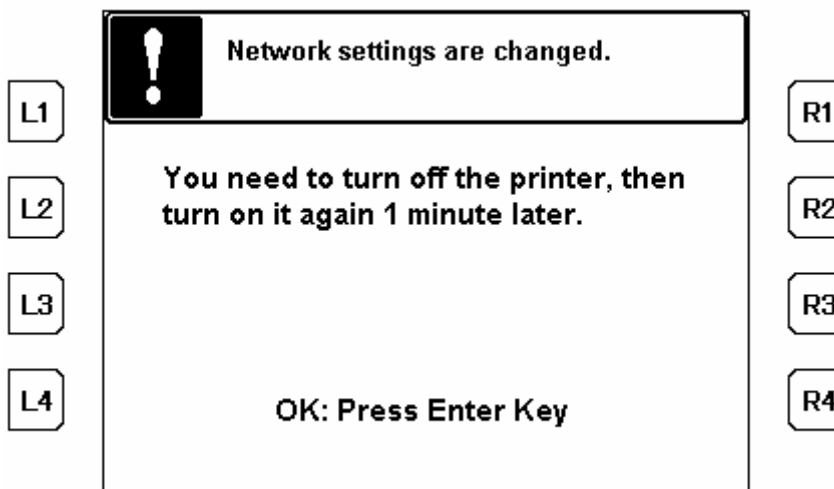 Network settings are changed.
L1
R1
You need to turn off the printer, then
L2
turn on it again 1 minute later.
R2
L3
R3
L4
OK: Press Enter Key
R4